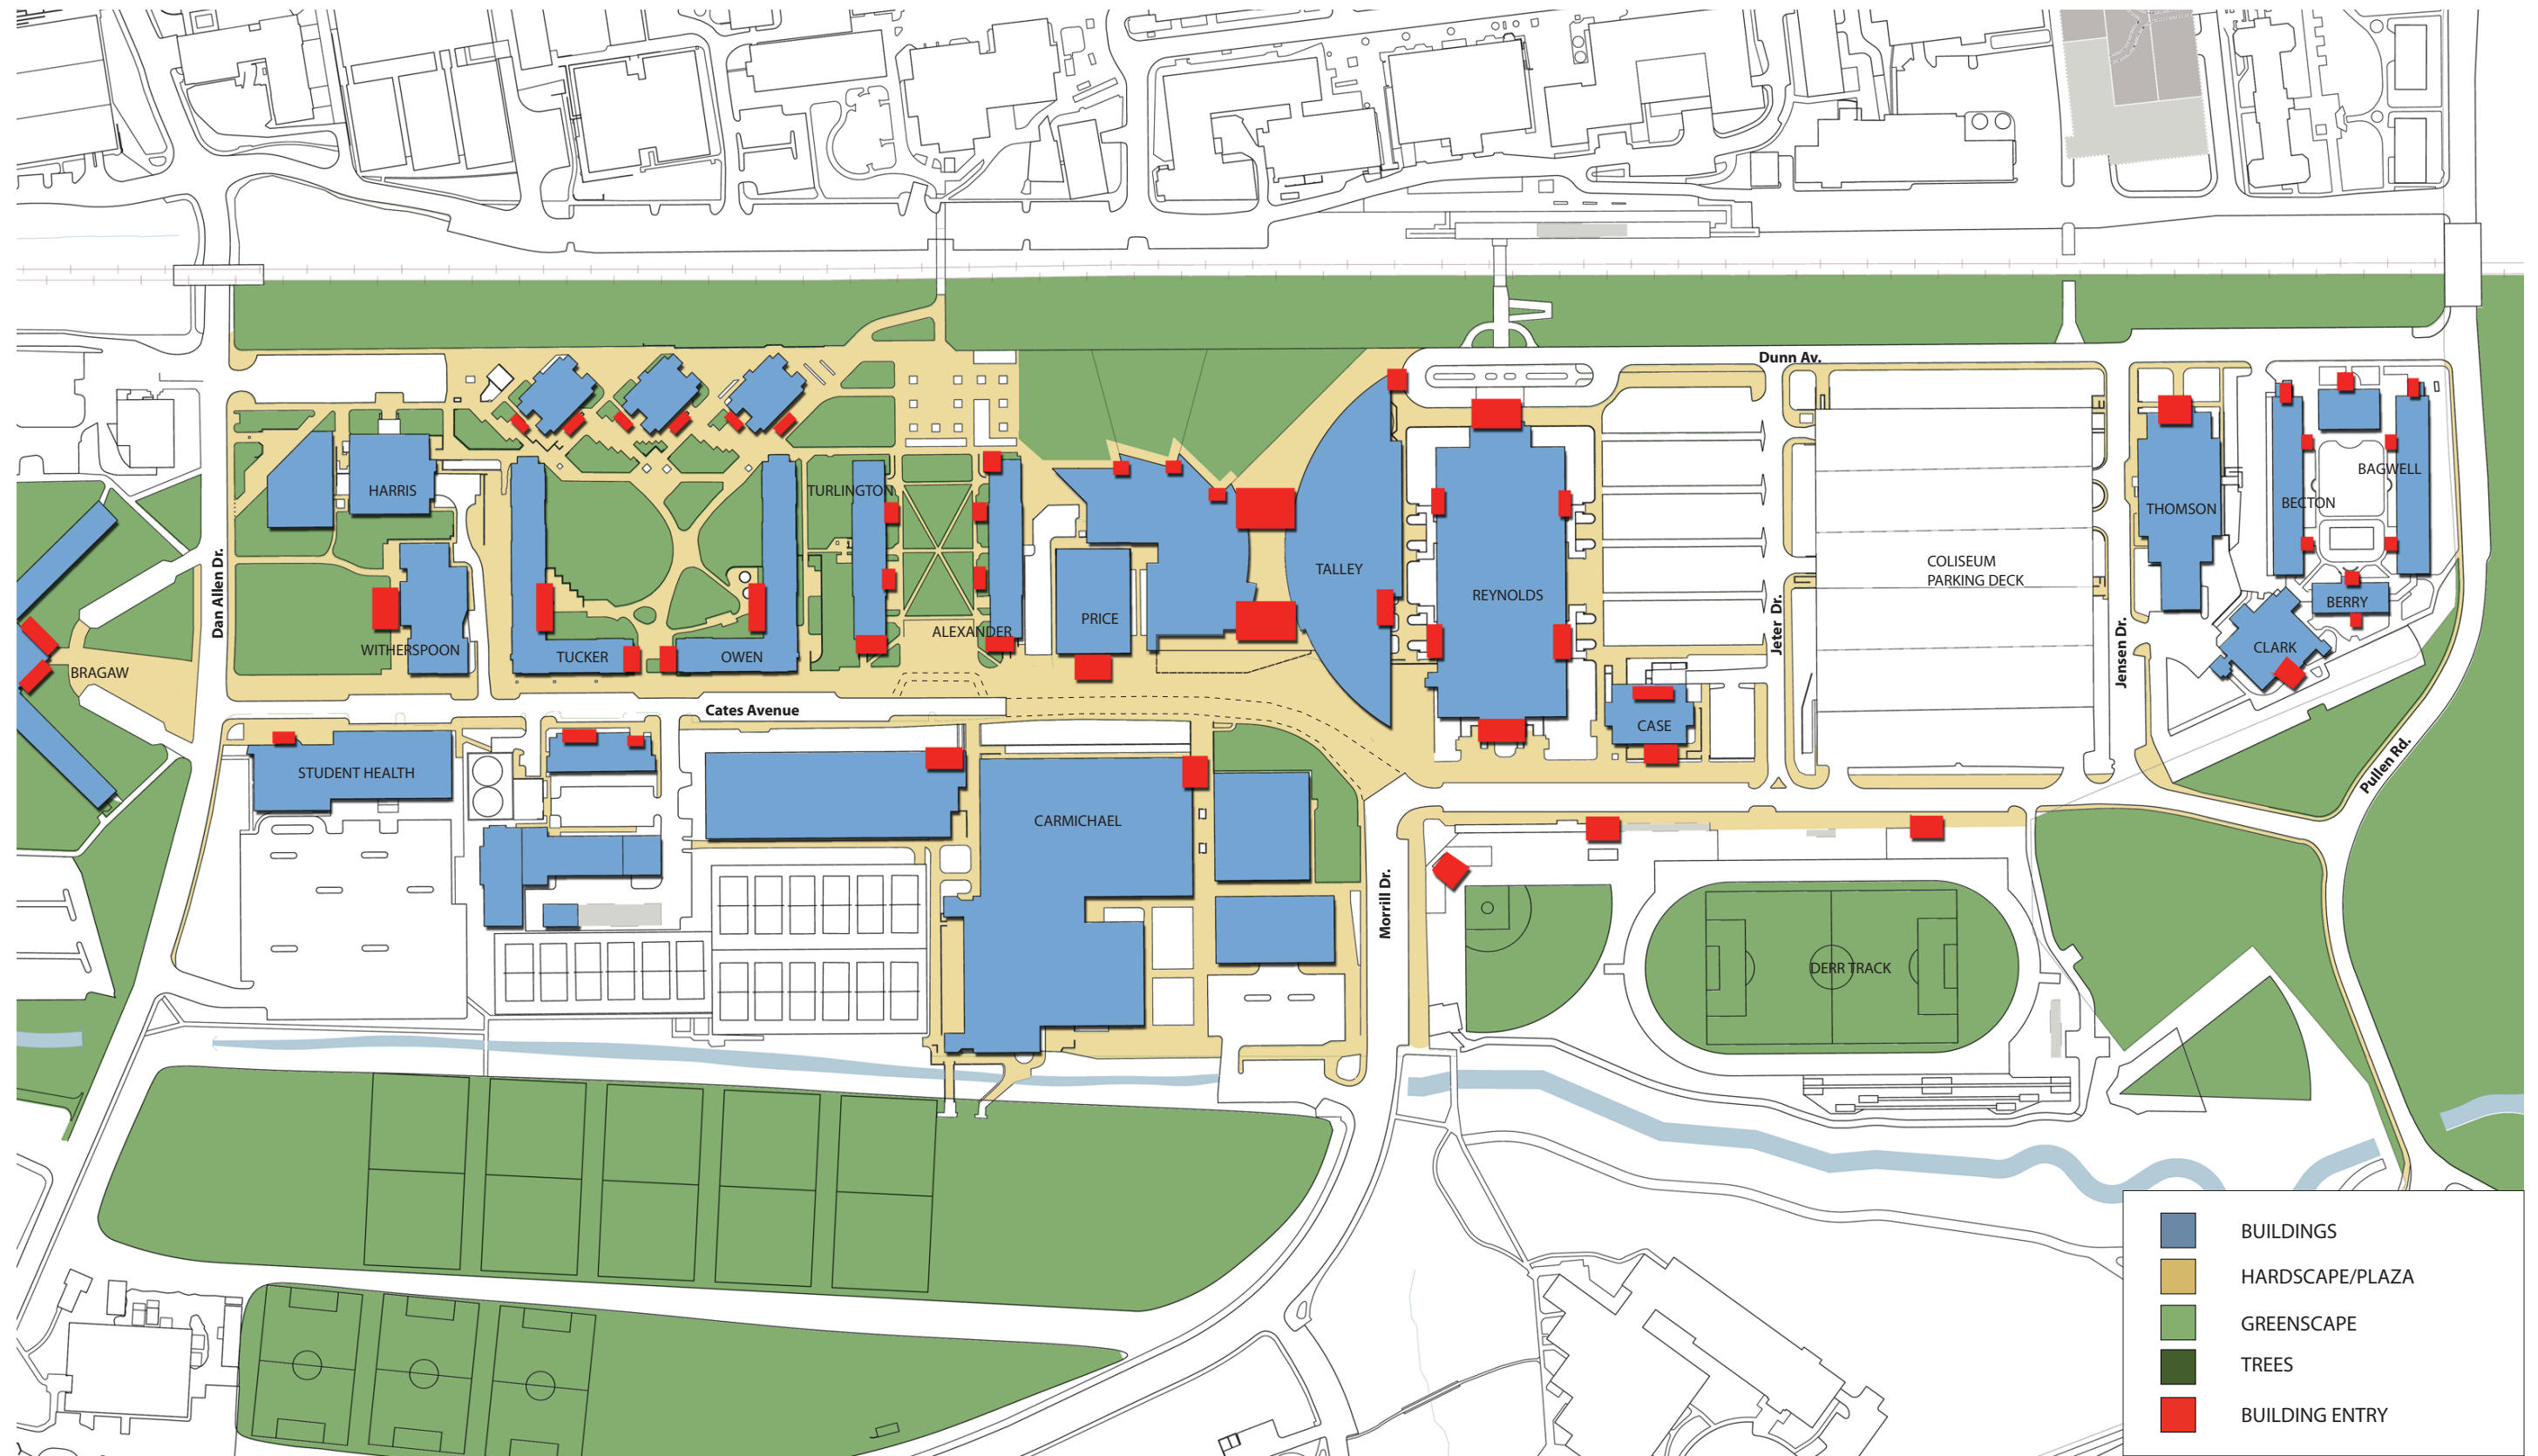 Dunn Av.
HARRIS
TURLINGTON
BAGWELL
BECTON
THOMSON
Dan Allen Dr.
TALLEY
COLISEUM
PARKING DECK
REYNOLDS
BERRY
PRICE
ALEXANDER
Jeter Dr.
Jensen Dr.
WITHERSPOON
TUCKER
OWEN
CLARK
BRAGAW
Cates Avenue
CASE
STUDENT HEALTH
Pullen Rd.
CARMICHAEL
Morrill Dr.
DERR TRACK
BUILDINGS
HARDSCAPE/PLAZA
GREENSCAPE
TREES
BUILDING ENTRY